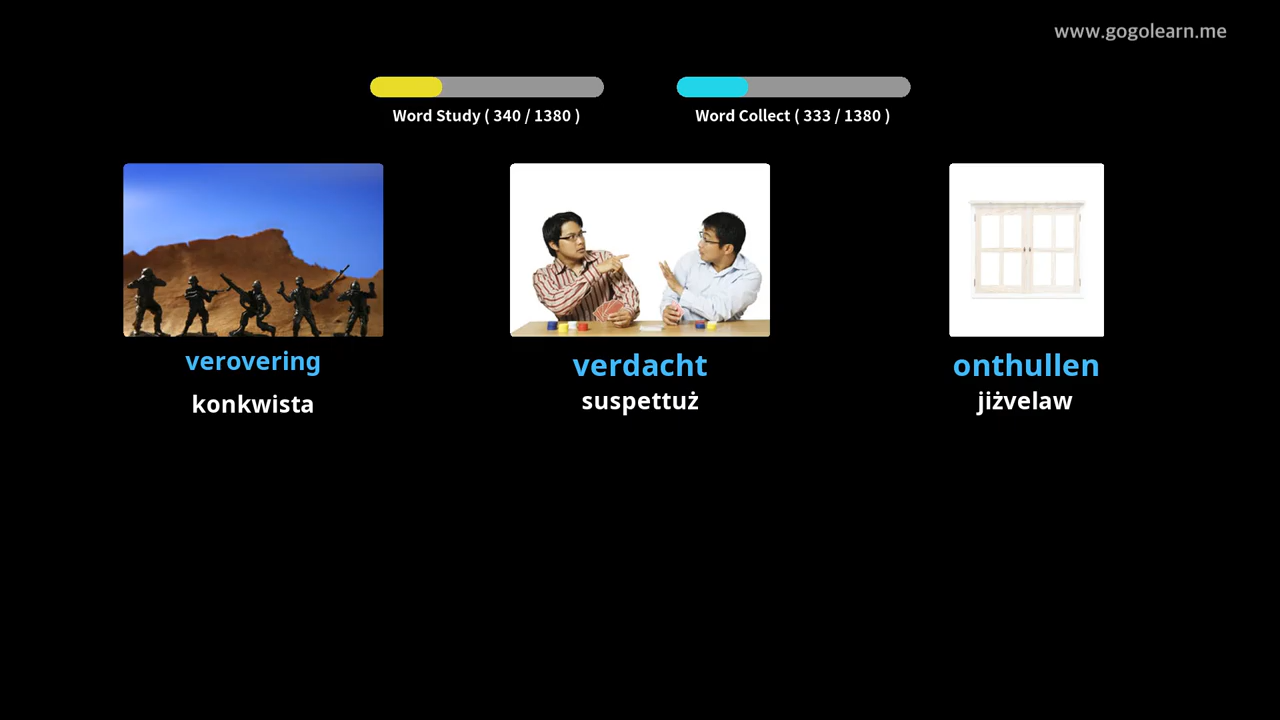 www.gogolearn.me
Word Study ( 340 / 1380 )
Word Collect ( 333 / 1380 )
verovering
konkwista
verdacht
suspettuż
onthullen
jiżvelaw